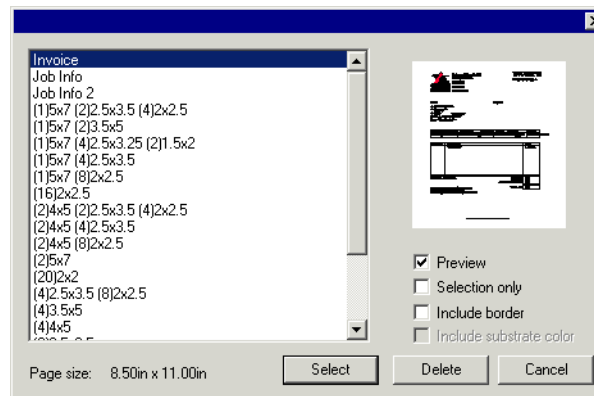 Invoice
Job Info
Job Info 2
(1)5x7 (2)2.5x3.5 (4)2x2.5
(1)5x7 (2)3.5x5
(1)5x7 (4)2.5x3.25 (2)1.5x2
(1)5x7 (4)2.5x3.5
(1)5x7 (8)2x2.5
(16)2x2.5
(2)4x5 (2)2.5x3.5 (4)2x2.5
(2)4x5 (4)2.5x3.5
(2)4x5 (8)2x2.5
(2)5x7
(20)2x2
(4)2.5x3.5 (8)2x2.5
(4)3.5x5
(4)4x5
Preview
Selection only
Include border
Include substrate color
Page size: 8.50in x 11.00in
Select
Delete
Cancel